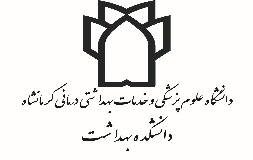 دانشگاه علوم پزشکی و خدمات بهداشتی درمانی کرمانشاه
دانشکده بهداشت